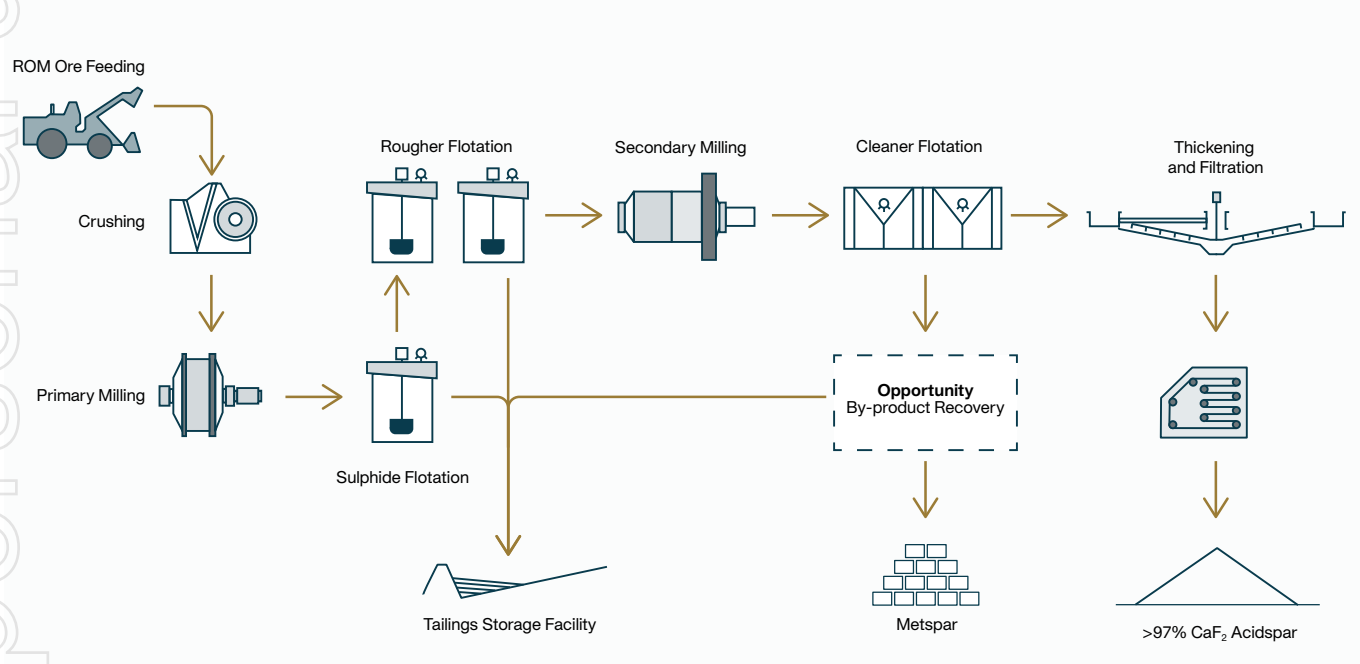 ROM Ore Feeding
Crushing
Primary Milling
Rougher Flotation
Sulphide Flotation
Secondary Milling
Cleaner Flotation
Thickening
and Filtration
Opportunity
By-product Recovery
Tailings Storage Facility
Metspar
>97% CaF₂ Acidspar